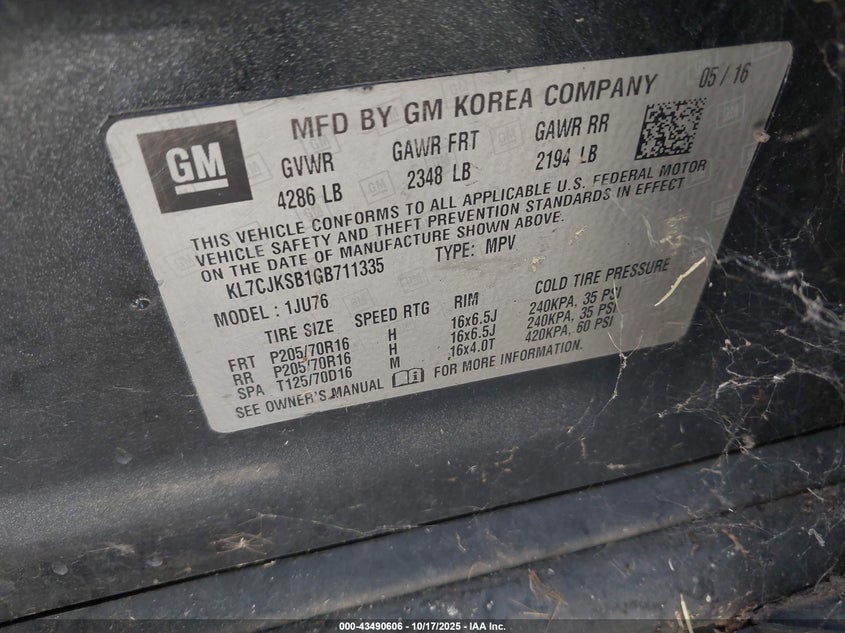 GM
MFD BY GM KOREA COMPANY 05 / 16
GVWR GAWR FRT GAWR RR
4286 LB 2348 LB 2194 LB
THIS VEHICLE CONFORMS TO ALL APPLICABLE U.S. FEDERAL MOTOR
VEHICLE SAFETY AND THEFT PREVENTION STANDARDS IN EFFECT
ON THE DATE OF MANUFACTURE SHOWN ABOVE.
KL7CJKSB1GB711335 TYPE: MPV
MODEL : 1JU76
TIRE SIZE SPEED RTG RIM COLD TIRE PRESSURE
FRT P205/70R16 H 16x6.5J 240KPA, 35 PSI
RR P205/70R16 H 16x6.5J 240KPA, 35 PSI
SPA T125/70D16 M 16x4.0T 420KPA, 60 PSI
SEE OWNER'S MANUAL FOR MORE INFORMATION.
000-43490606 - 10/17/2025 - IAA Inc.